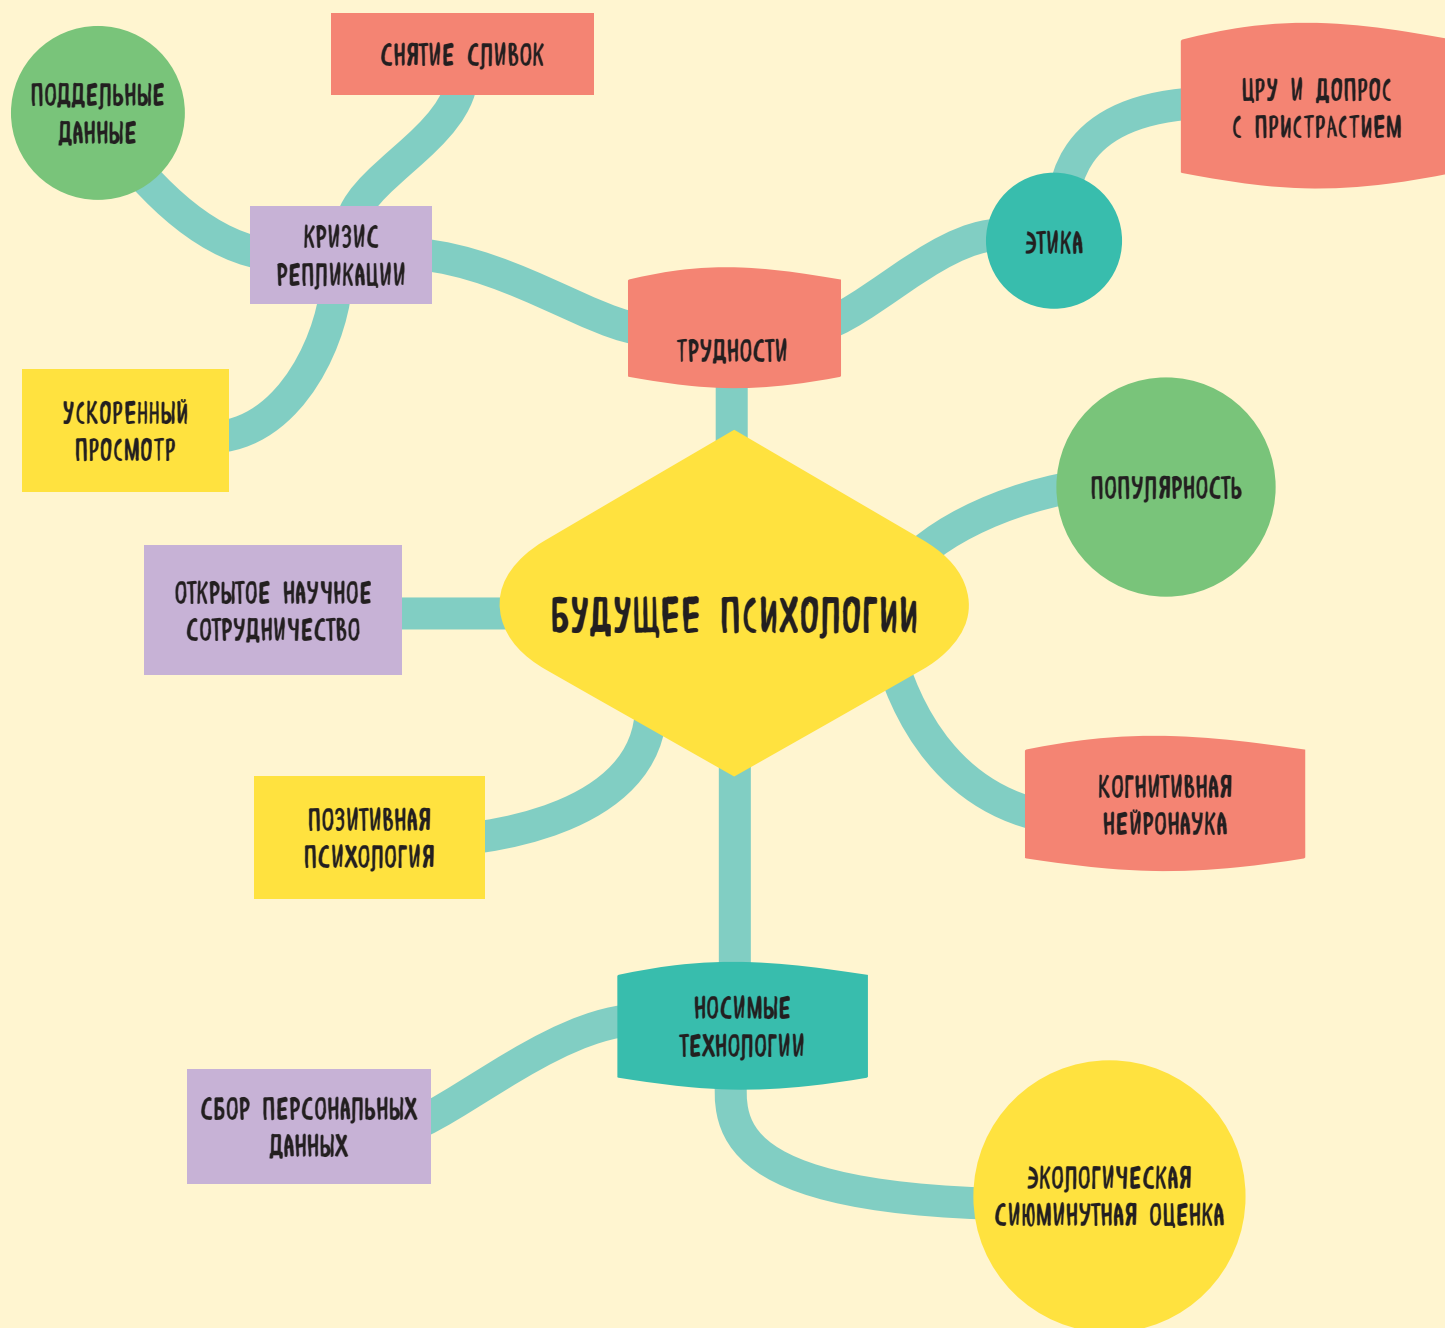 СНЯТИЕ СЛИВОК
ПОДДЕЛЬНЫЕ
ДАННЫЕ
ЦРУ И ДОПРОС
С ПРИСТРАСТИЕМ
КРИЗИС
РЕПЛИКАЦИИ
ЭТИКА
ТРУДНОСТИ
УСКОРЕННЫЙ
ПРОСМОТР
ПОПУЛЯРНОСТЬ
ОТКРЫТОЕ НАУЧНОЕ
СОТРУДНИЧЕСТВО
БУДУЩЕЕ ПСИХОЛОГИИ
ПОЗИТИВНАЯ
ПСИХОЛОГИЯ
КОГНИТИВНАЯ
НЕЙРОНАУКА
НОСИМЫЕ
ТЕХНОЛОГИИ
СБОР ПЕРСОНАЛЬНЫХ
ДАННЫХ
ЭКОЛОГИЧЕСКАЯ
СИЮМИНУТНАЯ ОЦЕНКА